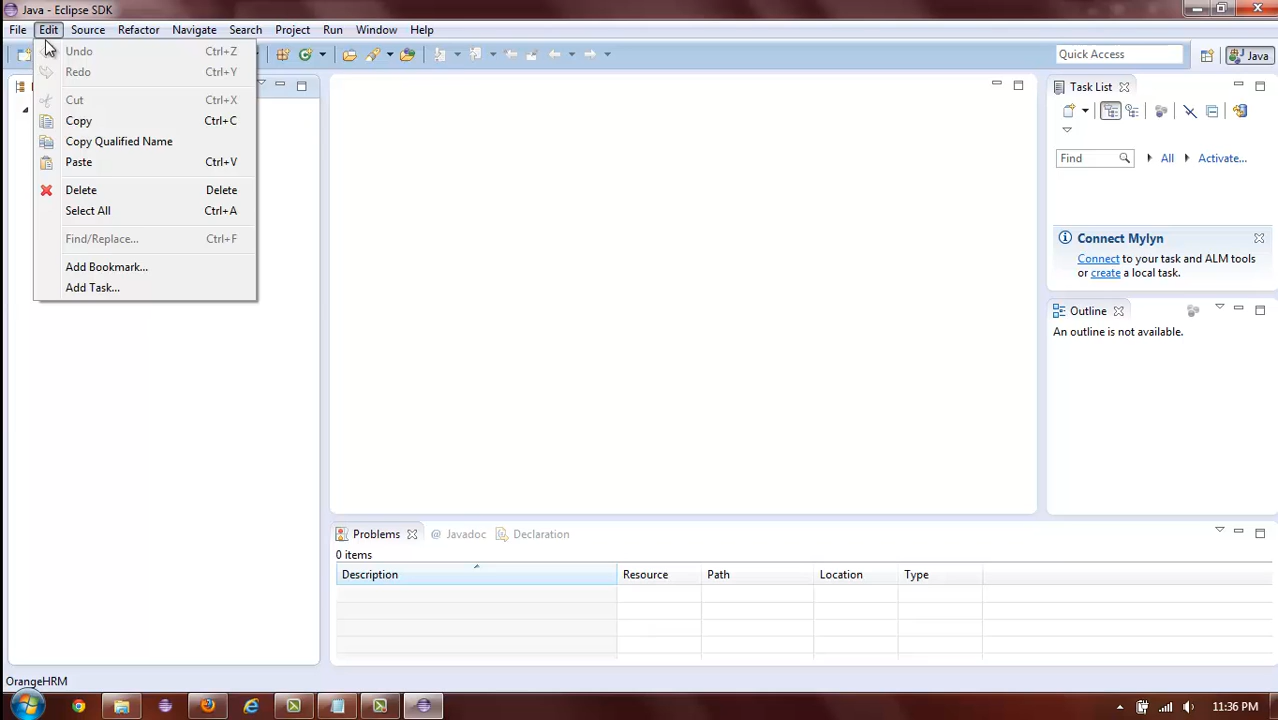 Java - Eclipse SDK
File Edit Source Refactor Navigate Search Project Run Window Help
Undo Ctrl+Z
Redo Ctrl+Y
Cut Ctrl+X
Copy Ctrl+C
Copy Qualified Name
Paste Ctrl+V
Delete Delete
Select All Ctrl+A
Find/Replace... Ctrl+F
Add Bookmark...
Add Task...
Quick Access
Java
Task List
Find All Activate...
Connect Mylyn
Connect to your task and ALM tools
or create a local task.
Outline
An outline is not available.
Problems @ Javadoc Declaration
0 items
Description Resource Path Location Type
OrangeHRM
11:36 PM